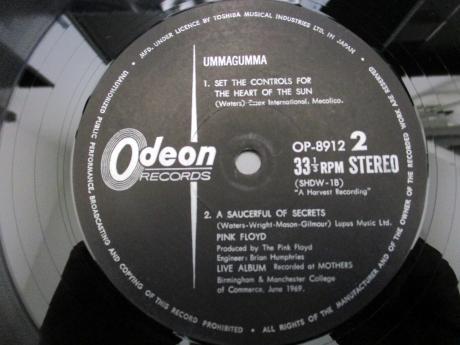 MFD. UNDER LICENCE BY TOSHIBA MUSICAL INDUSTRIES LTD. IN JAPAN
UNAUTHORIZED PUBLIC PERFORMANCE, BROADCASTING AND COPYING OF THIS RECORD PROHIBITED
ALL RIGHTS OF THE MANUFACTURER AND OF THE OWNER OF THE RECORDED WORK ARE RESERVED
UMMAGUMMA
1. SET THE CONTROLS FOR
THE HEART OF THE SUN
(Waters) Essex International, Mecolico.
Odeon
RECORDS
OP-8912 2
33⅓ RPM STEREO
(SHDW-1B)
"A Harvest Recording"
2. A SAUCERFUL OF SECRETS
(Waters-Wright-Mason-Gilmour) Lupus Music Ltd.
PINK FLOYD
Produced by The Pink Floyd
Engineer: Brian Humphries
LIVE ALBUM Recorded at MOTHERS
Birmingham & Manchester College
of Commerce, June 1969.